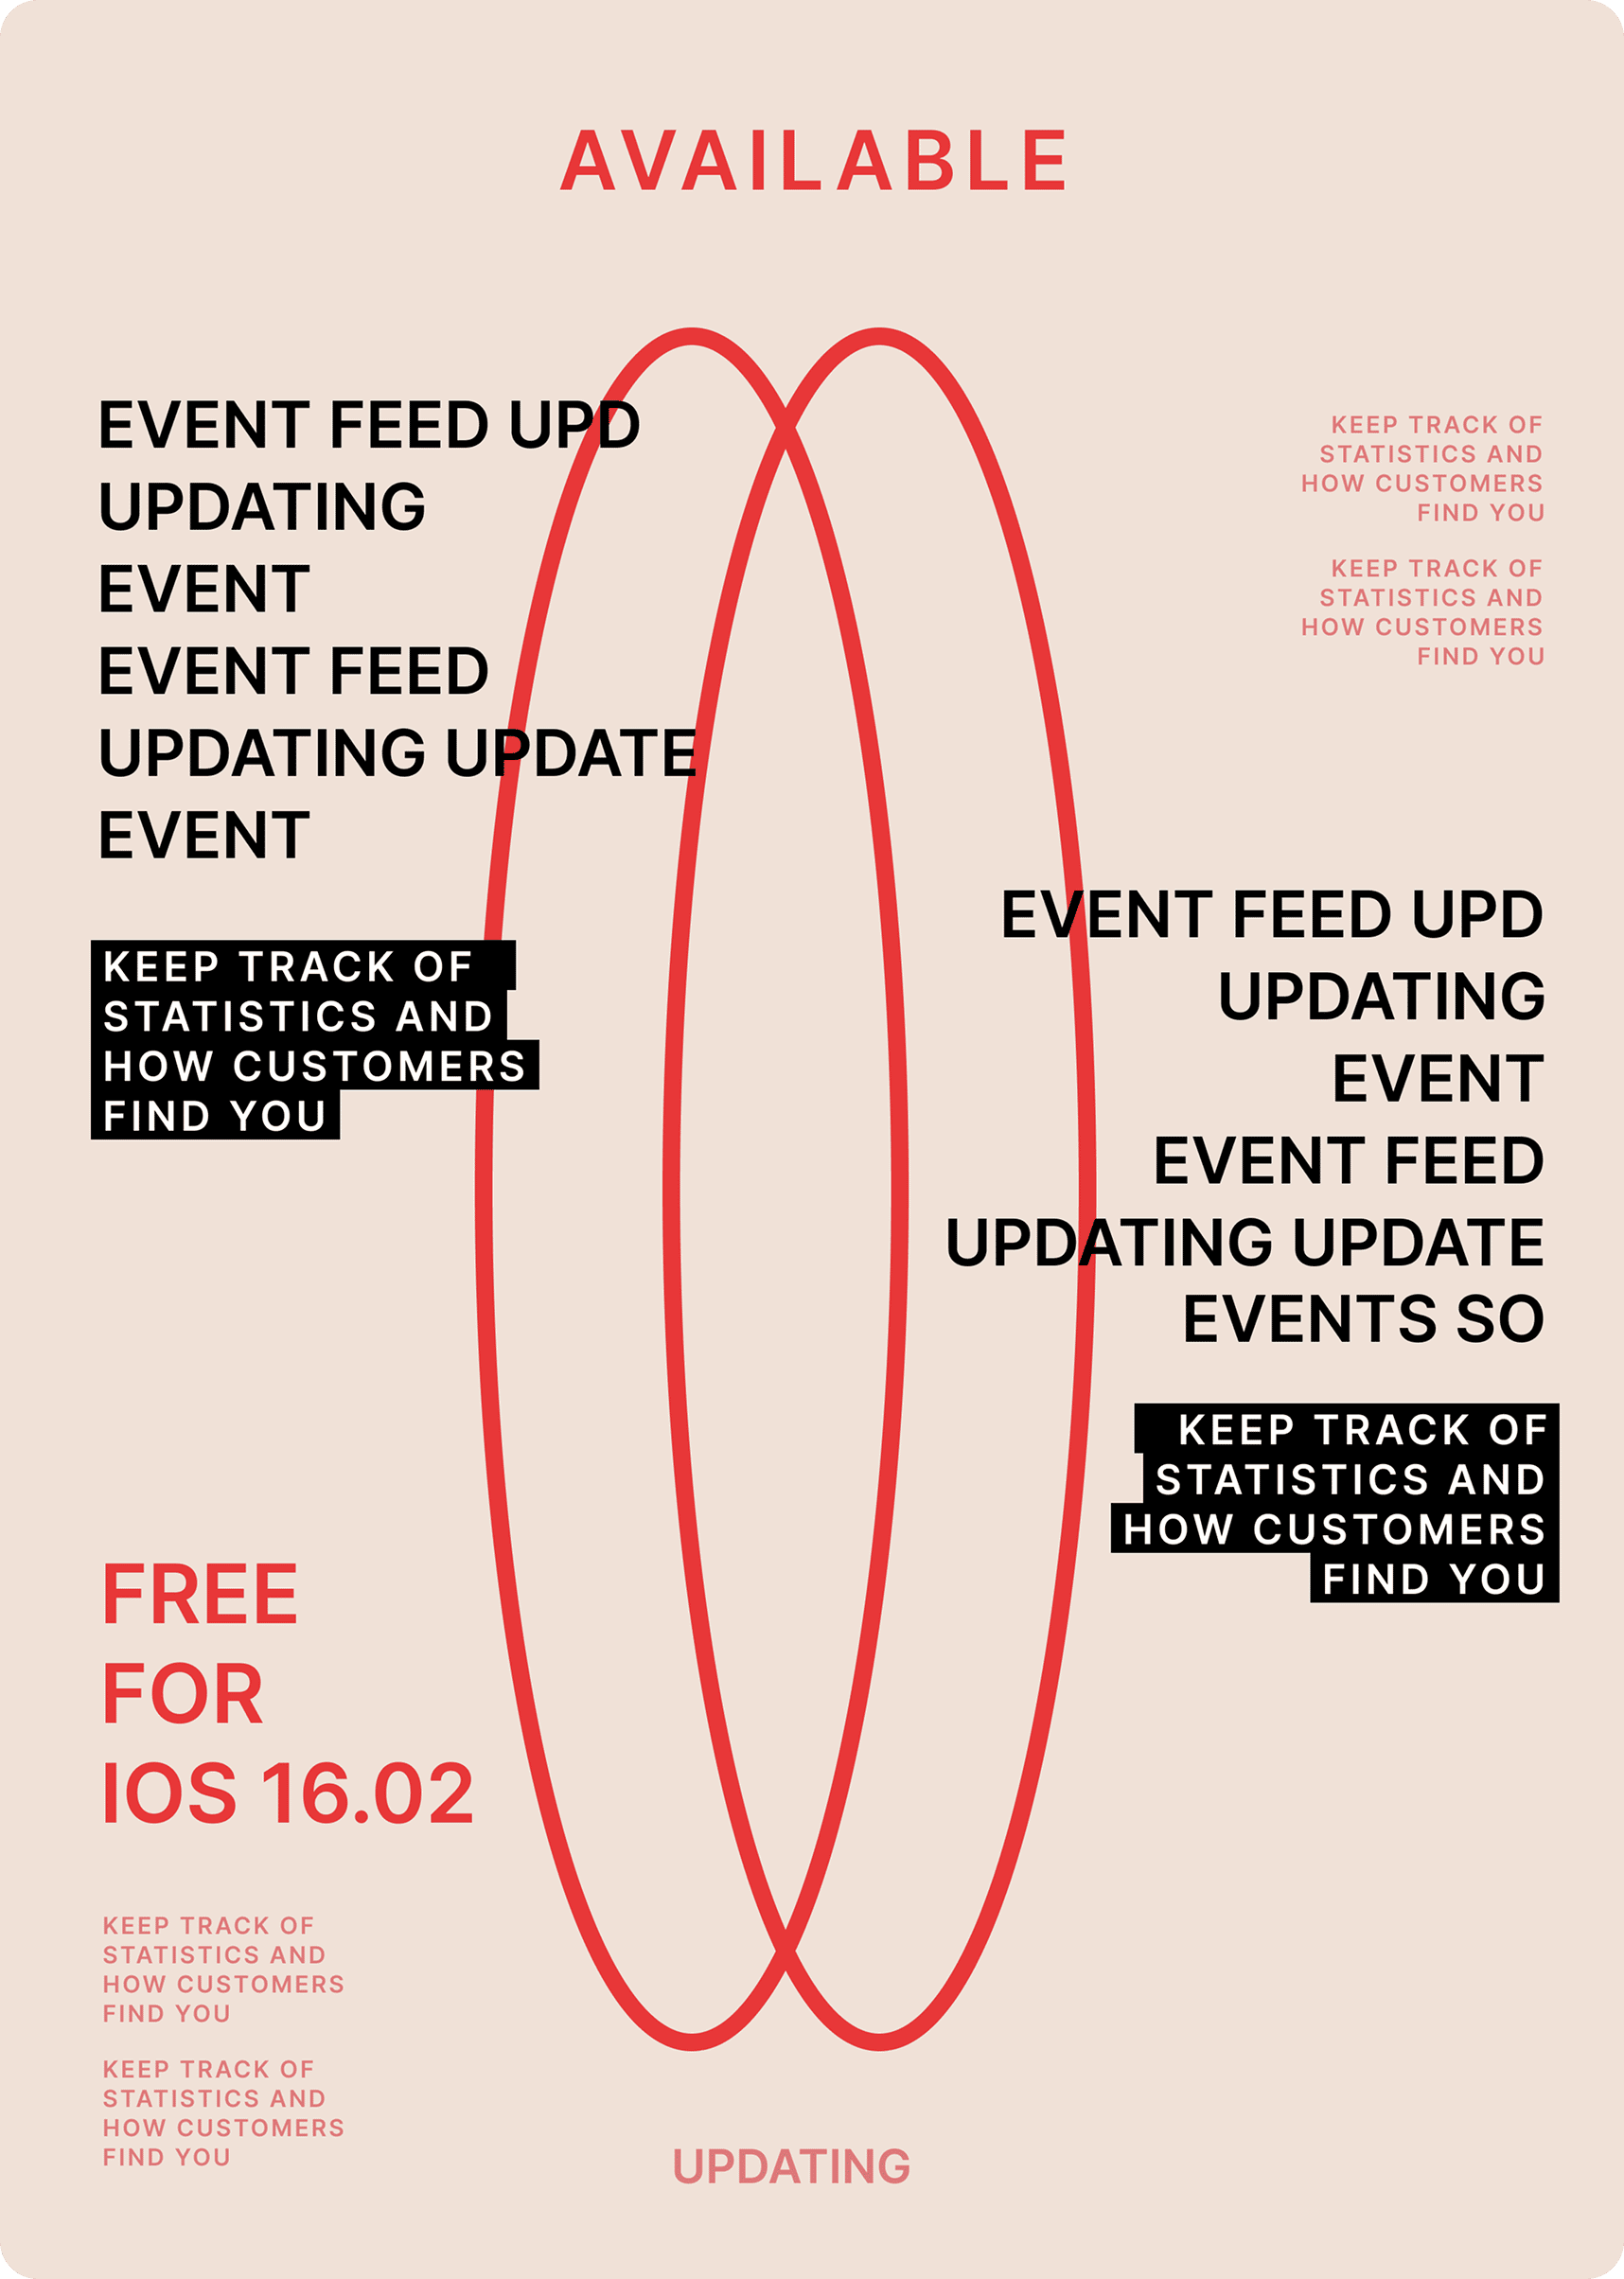 AVAILABLE
EVENT FEED UPD
UPDATING
EVENT
EVENT FEED
UPDATING UPDATE
EVENT
KEEP TRACK OF
STATISTICS AND
HOW CUSTOMERS
FIND YOU
KEEP TRACK OF
STATISTICS AND
HOW CUSTOMERS
FIND YOU
KEEP TRACK OF
STATISTICS AND
HOW CUSTOMERS
FIND YOU
EVENT FEED UPD
UPDATING
EVENT
EVENT FEED
UPDATING UPDATE
EVENTS SO
KEEP TRACK OF
STATISTICS AND
HOW CUSTOMERS
FIND YOU
FREE
FOR
IOS 16.02
KEEP TRACK OF
STATISTICS AND
HOW CUSTOMERS
FIND YOU
KEEP TRACK OF
STATISTICS AND
HOW CUSTOMERS
FIND YOU
UPDATING